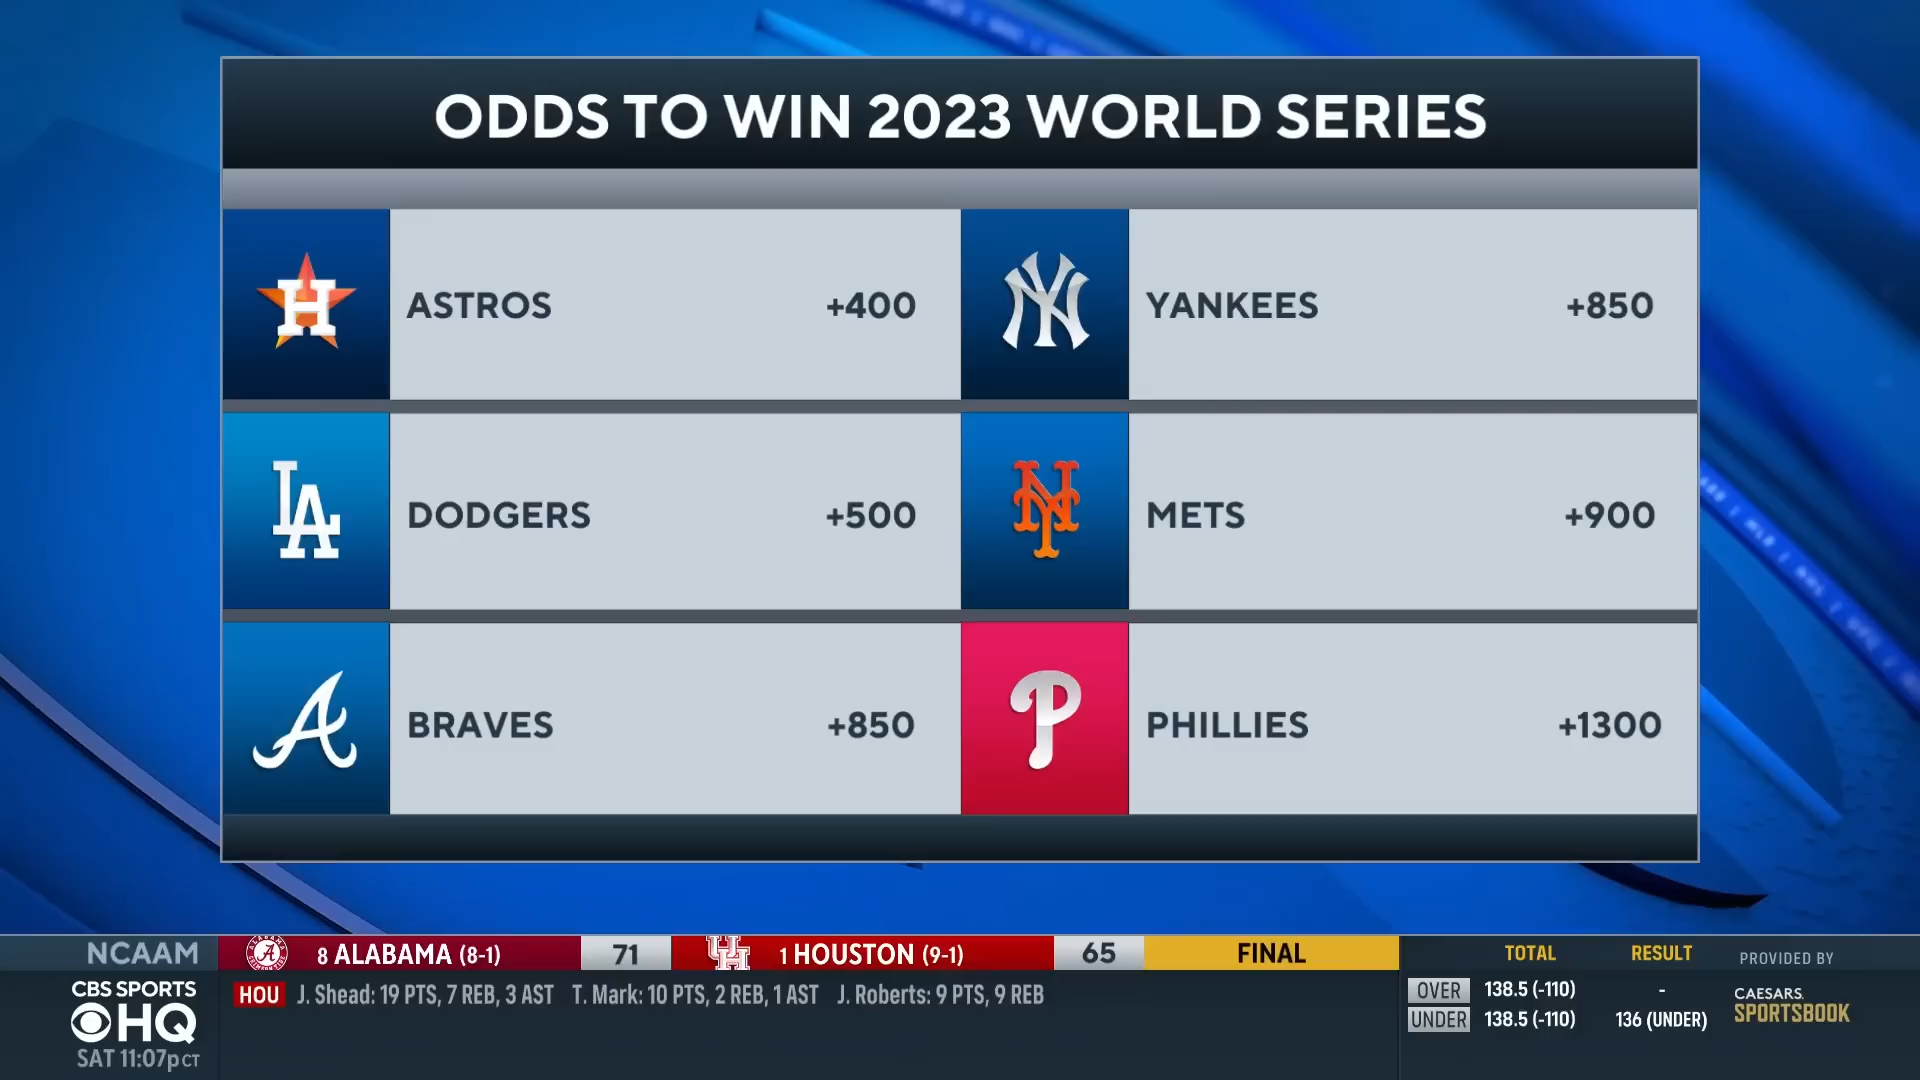 ODDS TO WIN 2023 WORLD SERIES
ASTROS +400
YANKEES +850
DODGERS +500
METS +900
BRAVES +850
PHILLIES +1300
NCAAM 8 ALABAMA (8-1) 71 1 HOUSTON (9-1) 65 FINAL
HOU J. Shead: 19 PTS, 7 REB, 3 AST T. Mark: 10 PTS, 2 REB, 1 AST J. Roberts: 9 PTS, 9 REB
TOTAL RESULT
OVER 138.5 (-110) -
UNDER 138.5 (-110) 136 (UNDER)
PROVIDED BY
CAESARS
SPORTSBOOK
CBS SPORTS
HQ
SAT 11:07p CT